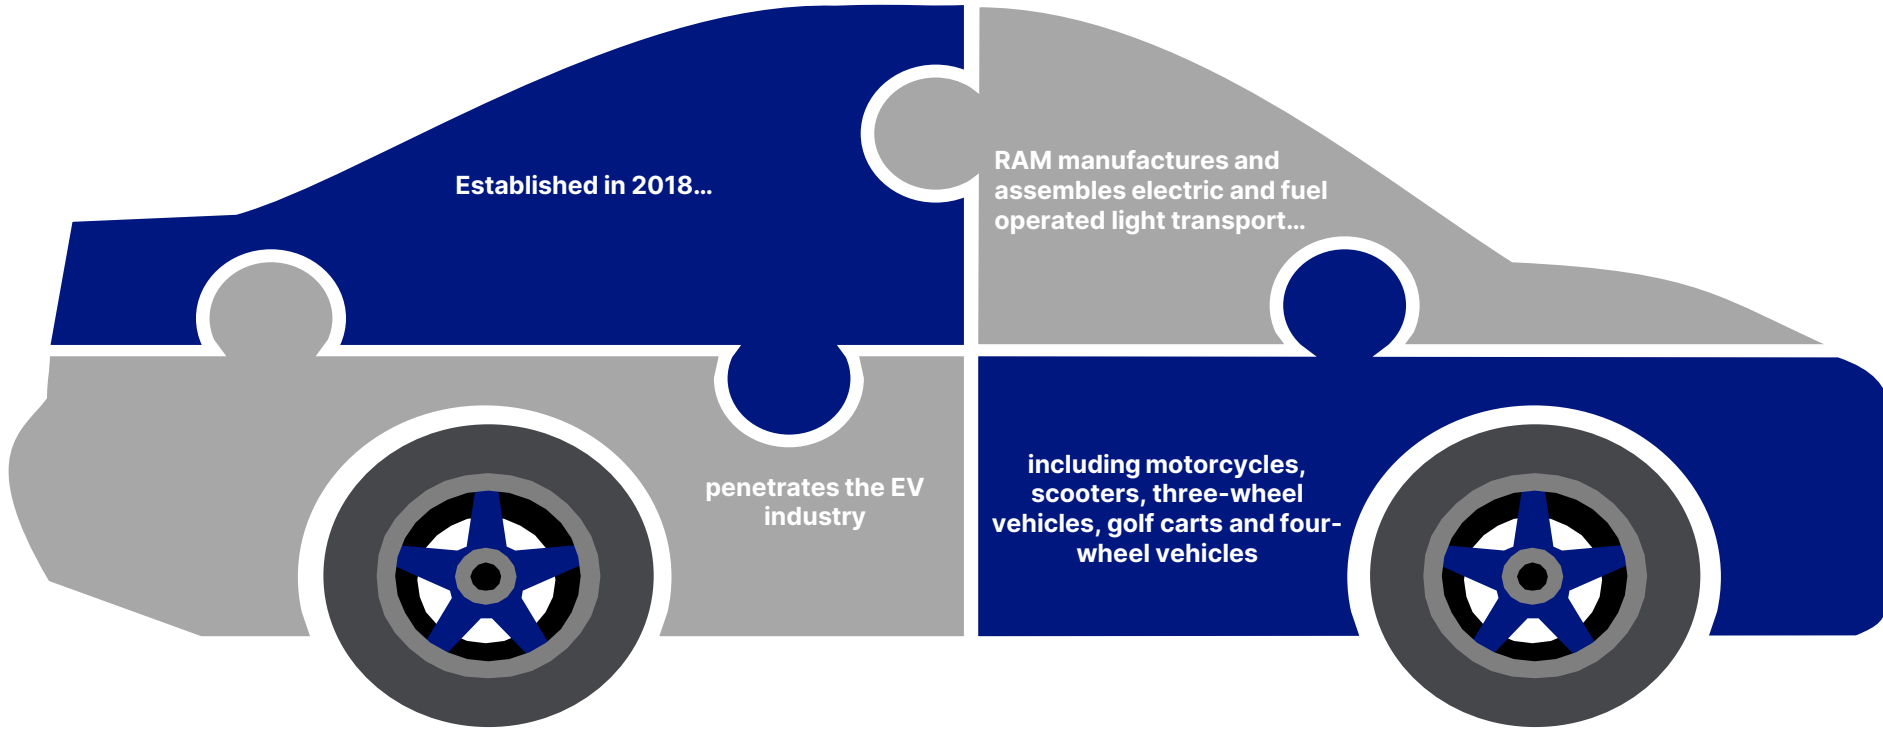 Established in 2018…
RAM manufactures and
assembles electric and fuel
operated light transport…
penetrates the EV
industry
including motorcycles,
scooters, three-wheel
vehicles, golf carts and four-
wheel vehicles